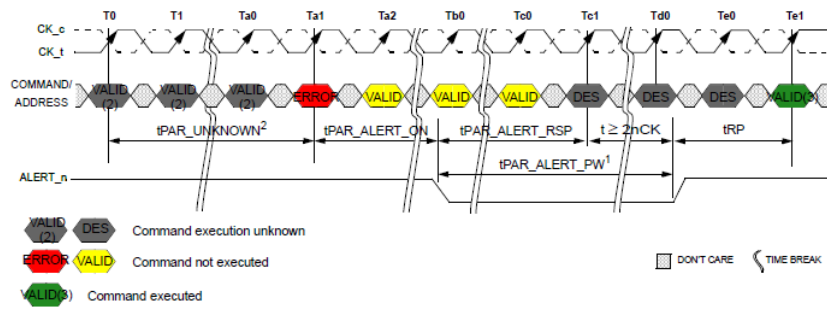 T0 T1 Ta0 Ta1 Ta2 Tb0 Tc0 Tc1 Td0 Te0 Te1
CK_c
CK_t
COMMAND/
ADDRESS
VALID (2) VALID (2) VALID (2) ERROR VALID VALID VALID DES DES DES VALID(3)
tPAR_UNKNOWN2 tPAR_ALERT_ON tPAR_ALERT_RSP t ≥ 2nCK tRP
tPAR_ALERT_PW1
ALERT_n
VALID (2) DES Command execution unknown
ERROR VALID Command not executed
DON'T CARE TIME BREAK
VALID(3) Command executed